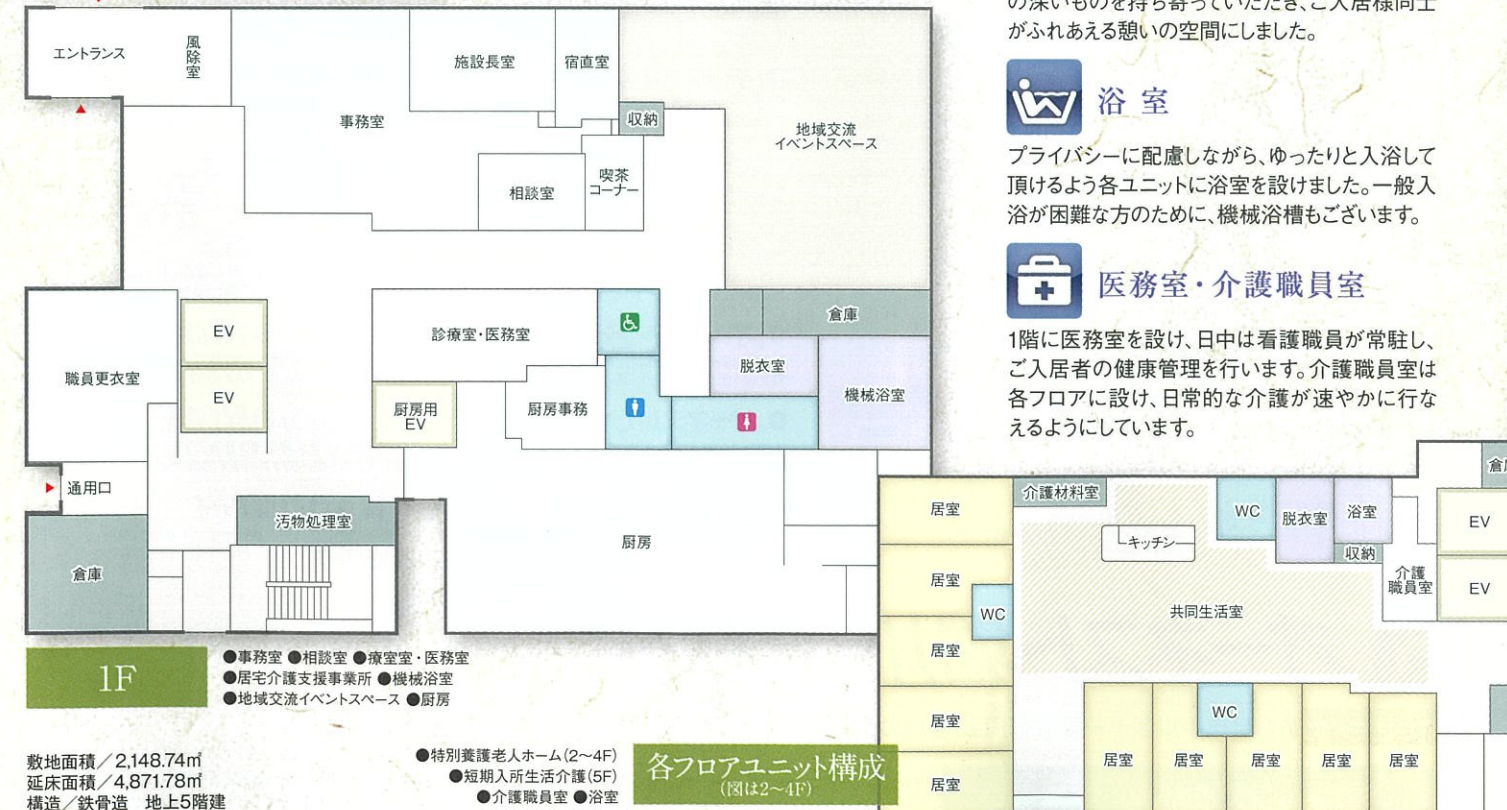 の深いものを持ち寄っていただき、ご入居様同士
がふれあえる憩いの空間にしました。
浴室
プライバシーに配慮しながら、ゆったりと入浴して
頂けるよう各ユニットに浴室を設けました。一般入
浴が困難な方のために、機械浴槽もございます。
医務室・介護職員室
1階に医務室を設け、日中は看護職員が常駐し、
ご入居者の健康管理を行います。介護職員室は
各フロアに設け、日常的な介護が速やかに行な
えるようにしています。
エントランス
風除室
事務室
施設長室
宿直室
収納
地域交流
イベントスペース
相談室
喫茶
コーナー
職員更衣室
EV
EV
診療室・医務室
倉庫
脱衣室
機械浴室
厨房用
EV
厨房事務
通用口
汚物処理室
倉庫
厨房
1F
●事務室 ●相談室 ●療室室・医務室
●居宅介護支援事業所 ●機械浴室
●地域交流イベントスペース ●厨房
敷地面積／2,148.74㎡
延床面積／4,871.78㎡
構造／鉄骨造 地上5階建
●特別養護老人ホーム(2〜4F)
●短期入所生活介護(5F)
●介護職員室 ●浴室
各フロアユニット構成
(図は2〜4F)
居室
居室
WC
居室
居室
居室
介護材料室
キッチン
WC
脱衣室
浴室
収納
介護
職員室
倉庫
EV
EV
共同生活室
WC
居室
居室
居室
居室
居室